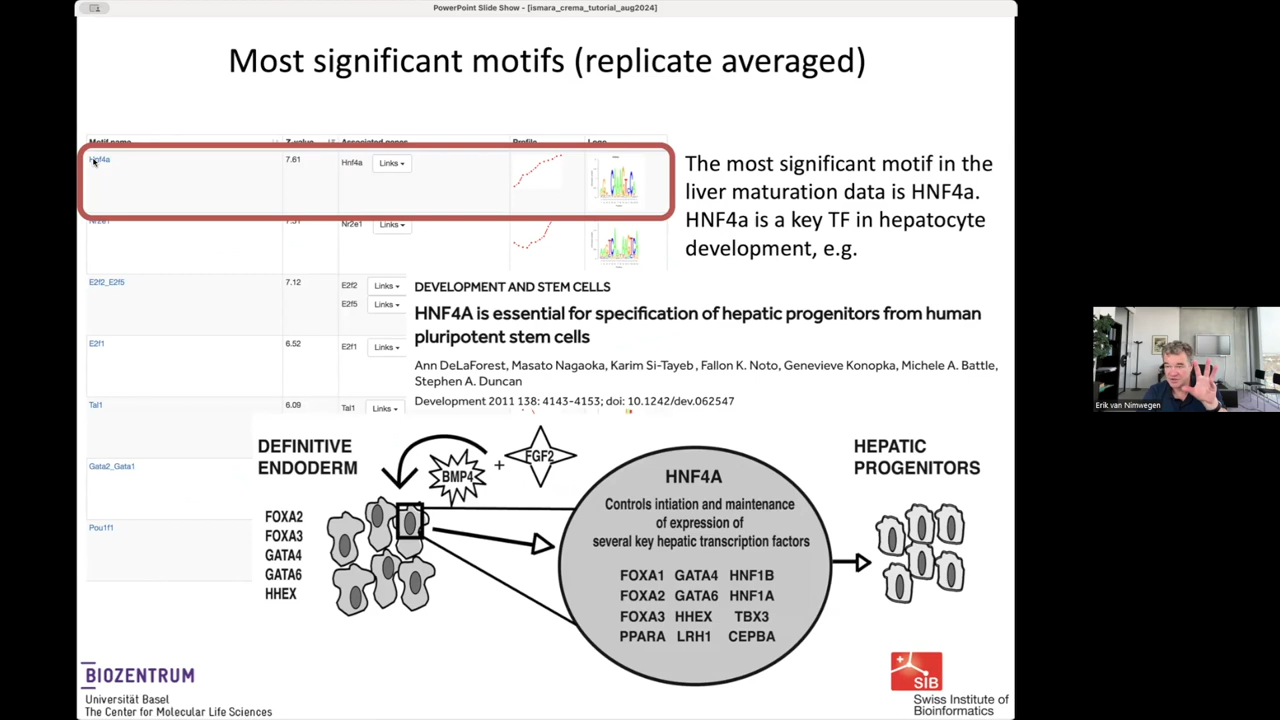 PowerPoint Slide Show - [ismara_crema_tutorial_aug2024]
Most significant motifs (replicate averaged)
Motif name Z-value Associated genes Profile Logo
Hnf4a 7.61 Hnf4a Links
Nr2e1 7.31 Nr2e1 Links
E2f2_E2f5 7.12 E2f2 Links
E2f5 Links
E2f1 6.52 E2f1 Links
Tal1 6.09 Tal1 Links
Gata2_Gata1
Pou1f1
The most significant motif in the
liver maturation data is HNF4a.
HNF4a is a key TF in hepatocyte
development, e.g.
DEVELOPMENT AND STEM CELLS
HNF4A is essential for specification of hepatic progenitors from human
pluripotent stem cells
Ann DeLaForest, Masato Nagaoka, Karim Si-Tayeb, Fallon K. Noto, Genevieve Konopka, Michele A. Battle,
Stephen A. Duncan
Development 2011 138: 4143-4153; doi: 10.1242/dev.062547
DEFINITIVE
ENDODERM
BMP4 + FGF2
FOXA2
FOXA3
GATA4
GATA6
HHEX
HNF4A
Controls intiation and maintenance
of expression of
several key hepatic transcription factors
FOXA1 GATA4 HNF1B
FOXA2 GATA6 HNF1A
FOXA3 HHEX TBX3
PPARA LRH1 CEPBA
HEPATIC
PROGENITORS
Erik van Nimwegen
BIOZENTRUM
Universität Basel
The Center for Molecular Life Sciences
SIB
Swiss Institute of
Bioinformatics